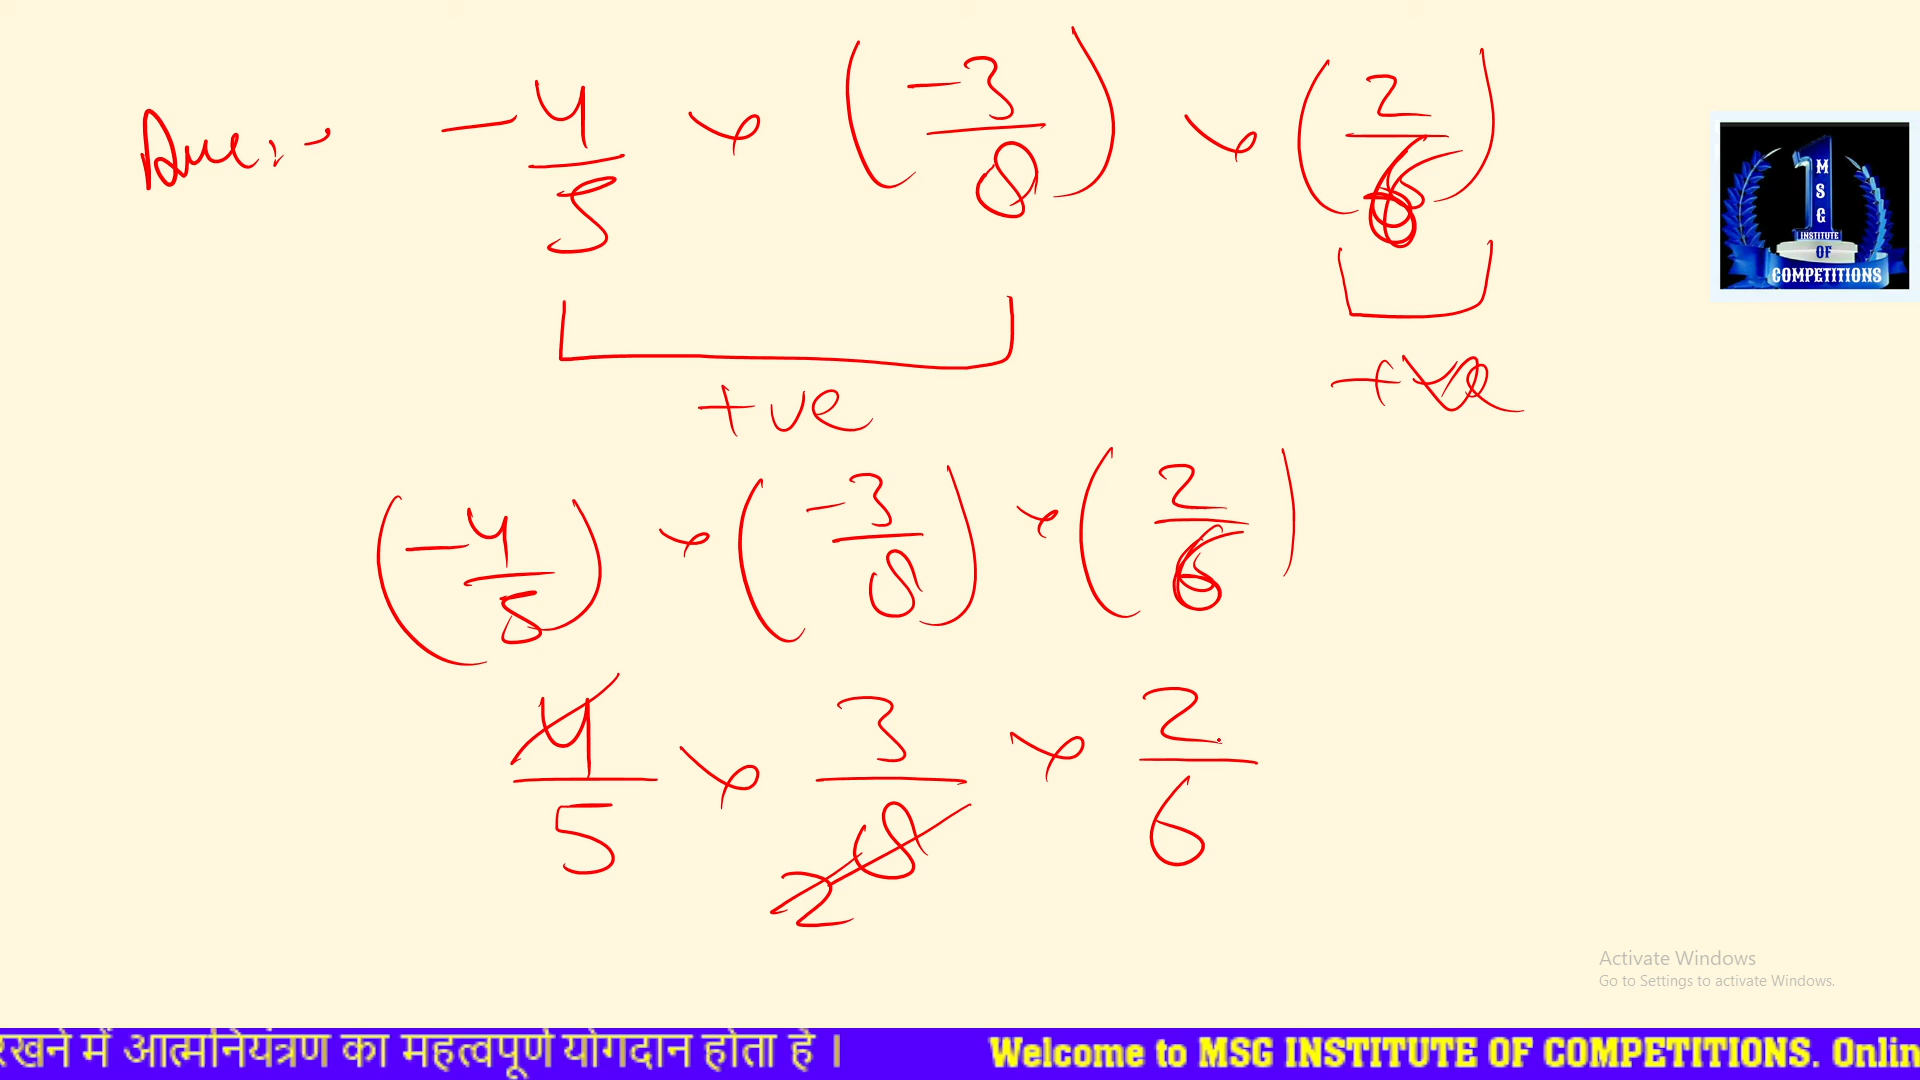 Que:-  -4/5 × (-3/8) × (2/6)
+ve  +ve
(-4/5) × (-3/8) × (2/6)
4/5 × 3/8 × 2/6
2
M
S
G
INSTITUTE
OF
COMPETITIONS
Activate Windows
Go to Settings to activate Windows.
रखने में आत्मनियंत्रण का महत्वपूर्ण योगदान होता है । Welcome to MSG INSTITUTE OF COMPETITIONS. Onlin